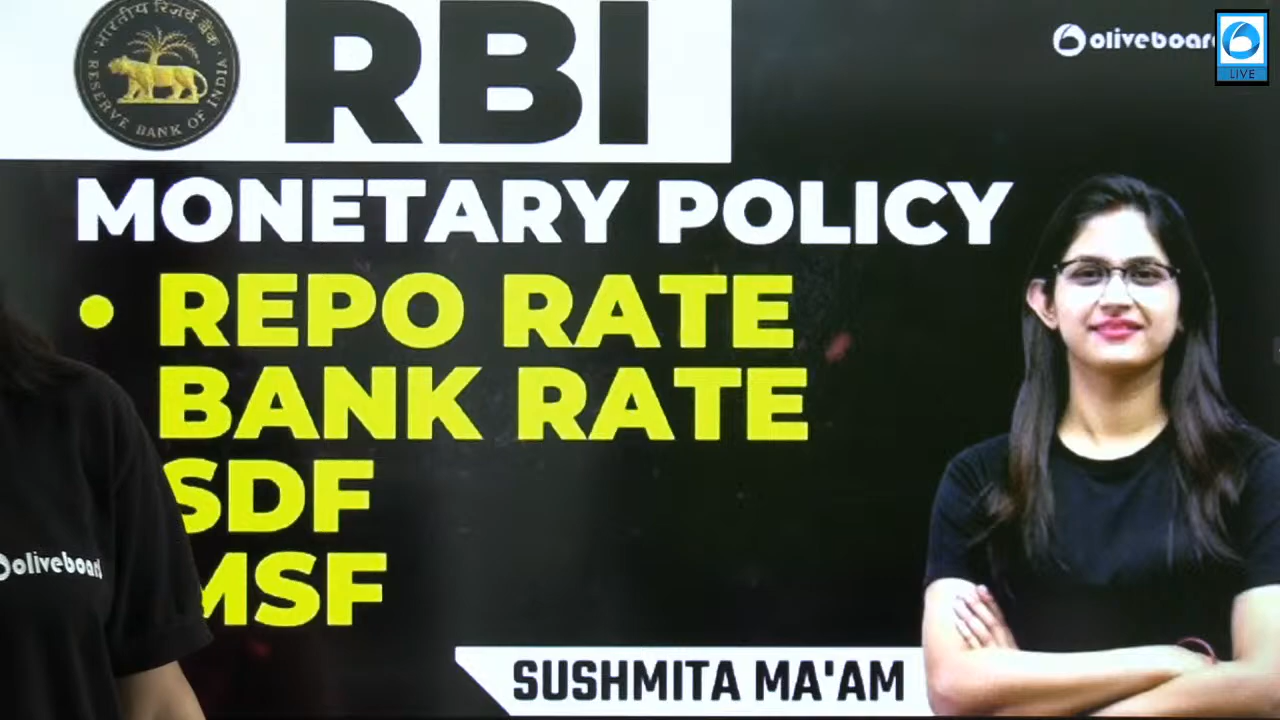 भारतीय रिज़र्व बैंक
RESERVE BANK OF INDIA
RBI
oliveboard
LIVE
MONETARY POLICY
• REPO RATE
BANK RATE
SDF
MSF
oliveboard
SUSHMITA MA'AM